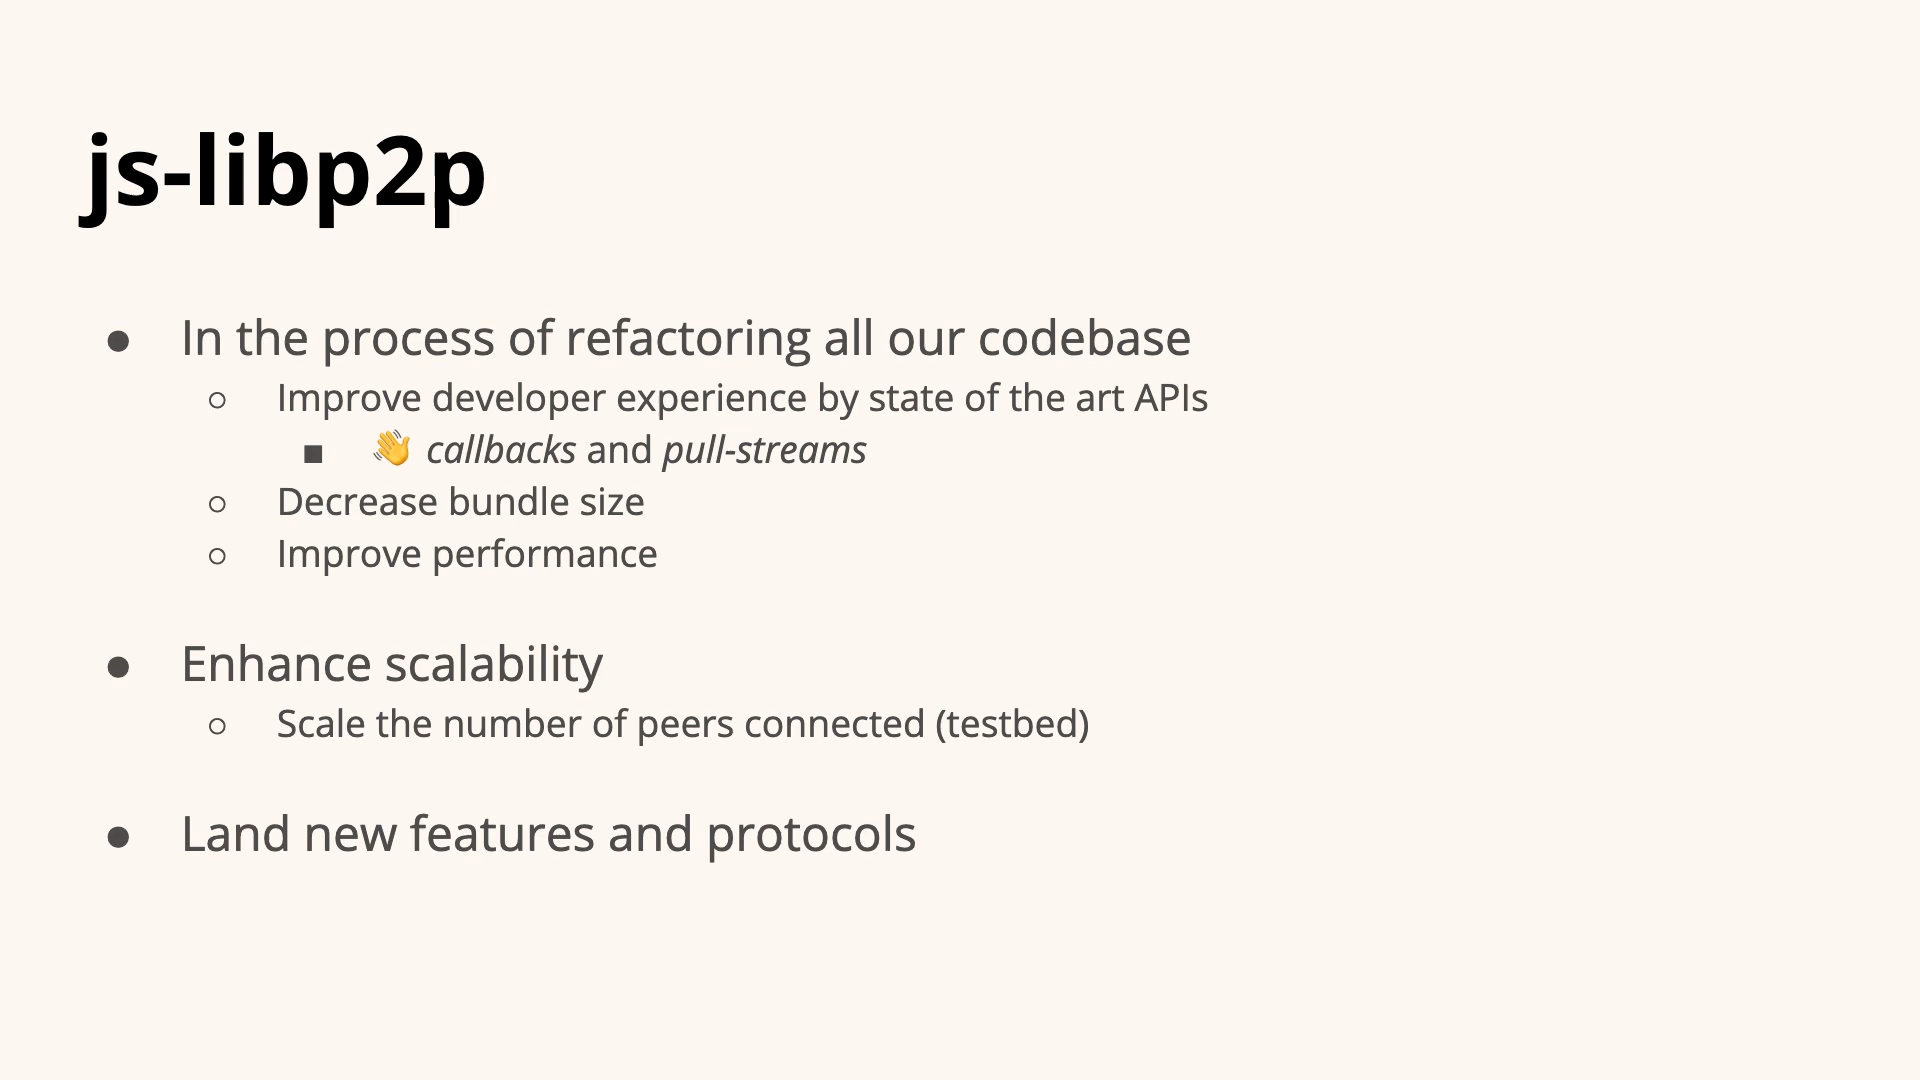 js-libp2p
● In the process of refactoring all our codebase
○ Improve developer experience by state of the art APIs
■ 👋 callbacks and pull-streams
○ Decrease bundle size
○ Improve performance
● Enhance scalability
○ Scale the number of peers connected (testbed)
● Land new features and protocols